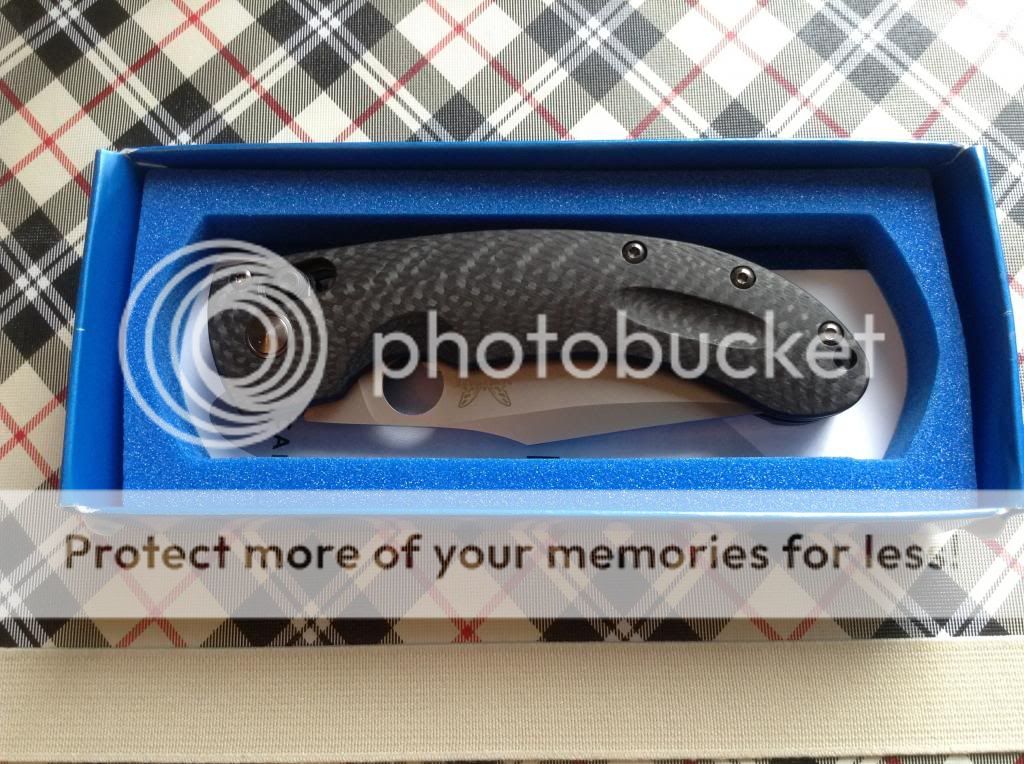 photobucket
Protect more of your memories for less!